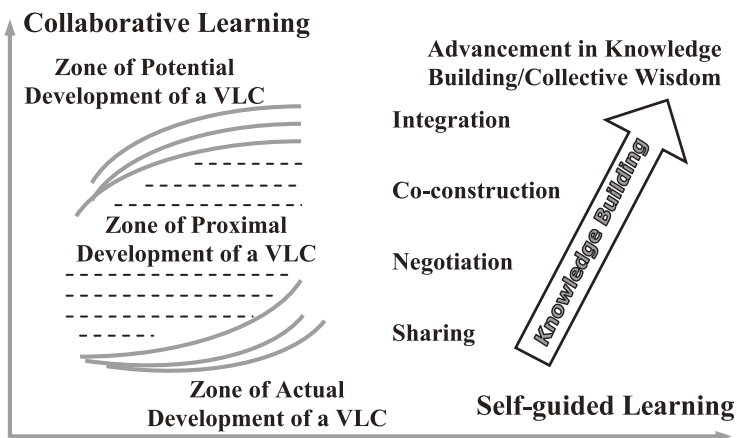 Collaborative Learning
Zone of Potential
Development of a VLC
Advancement in Knowledge
Building/Collective Wisdom
Integration
Co-construction
Zone of Proximal
Development of a VLC
Negotiation
Sharing
Knowledge Building
Zone of Actual
Development of a VLC
Self-guided Learning